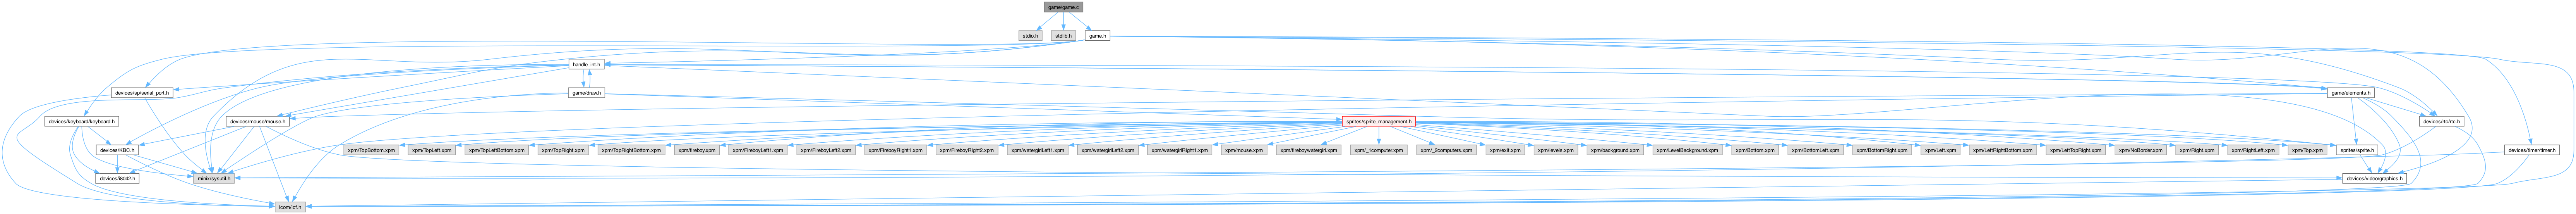 game/game.c
stdio.h
stdlib.h
game.h
handle_int.h
devices/sp/serial_port.h
game/draw.h
game/elements.h
devices/keyboard/keyboard.h
devices/mouse/mouse.h
sprites/sprite_management.h
devices/rtc/rtc.h
devices/KBC.h
xpm/TopBottom.xpm
xpm/TopLeft.xpm
xpm/TopLeftBottom.xpm
xpm/TopRight.xpm
xpm/TopRightBottom.xpm
xpm/fireboy.xpm
xpm/FireboyLeft1.xpm
xpm/FireboyLeft2.xpm
xpm/FireboyRight1.xpm
xpm/FireboyRight2.xpm
xpm/watergirlLeft1.xpm
xpm/watergirlLeft2.xpm
xpm/watergirlRight1.xpm
xpm/mouse.xpm
xpm/fireboywatergirl.xpm
xpm/_1computer.xpm
xpm/_2computers.xpm
xpm/exit.xpm
xpm/levels.xpm
xpm/background.xpm
xpm/LevelBackground.xpm
xpm/Bottom.xpm
xpm/BottomLeft.xpm
xpm/BottomRight.xpm
xpm/Left.xpm
xpm/LeftRightBottom.xpm
xpm/LeftTopRight.xpm
xpm/NoBorder.xpm
xpm/Right.xpm
xpm/RightLeft.xpm
xpm/Top.xpm
sprites/sprite.h
devices/timer/timer.h
devices/i8042.h
minix/sysutil.h
devices/video/graphics.h
lcom/lcf.h